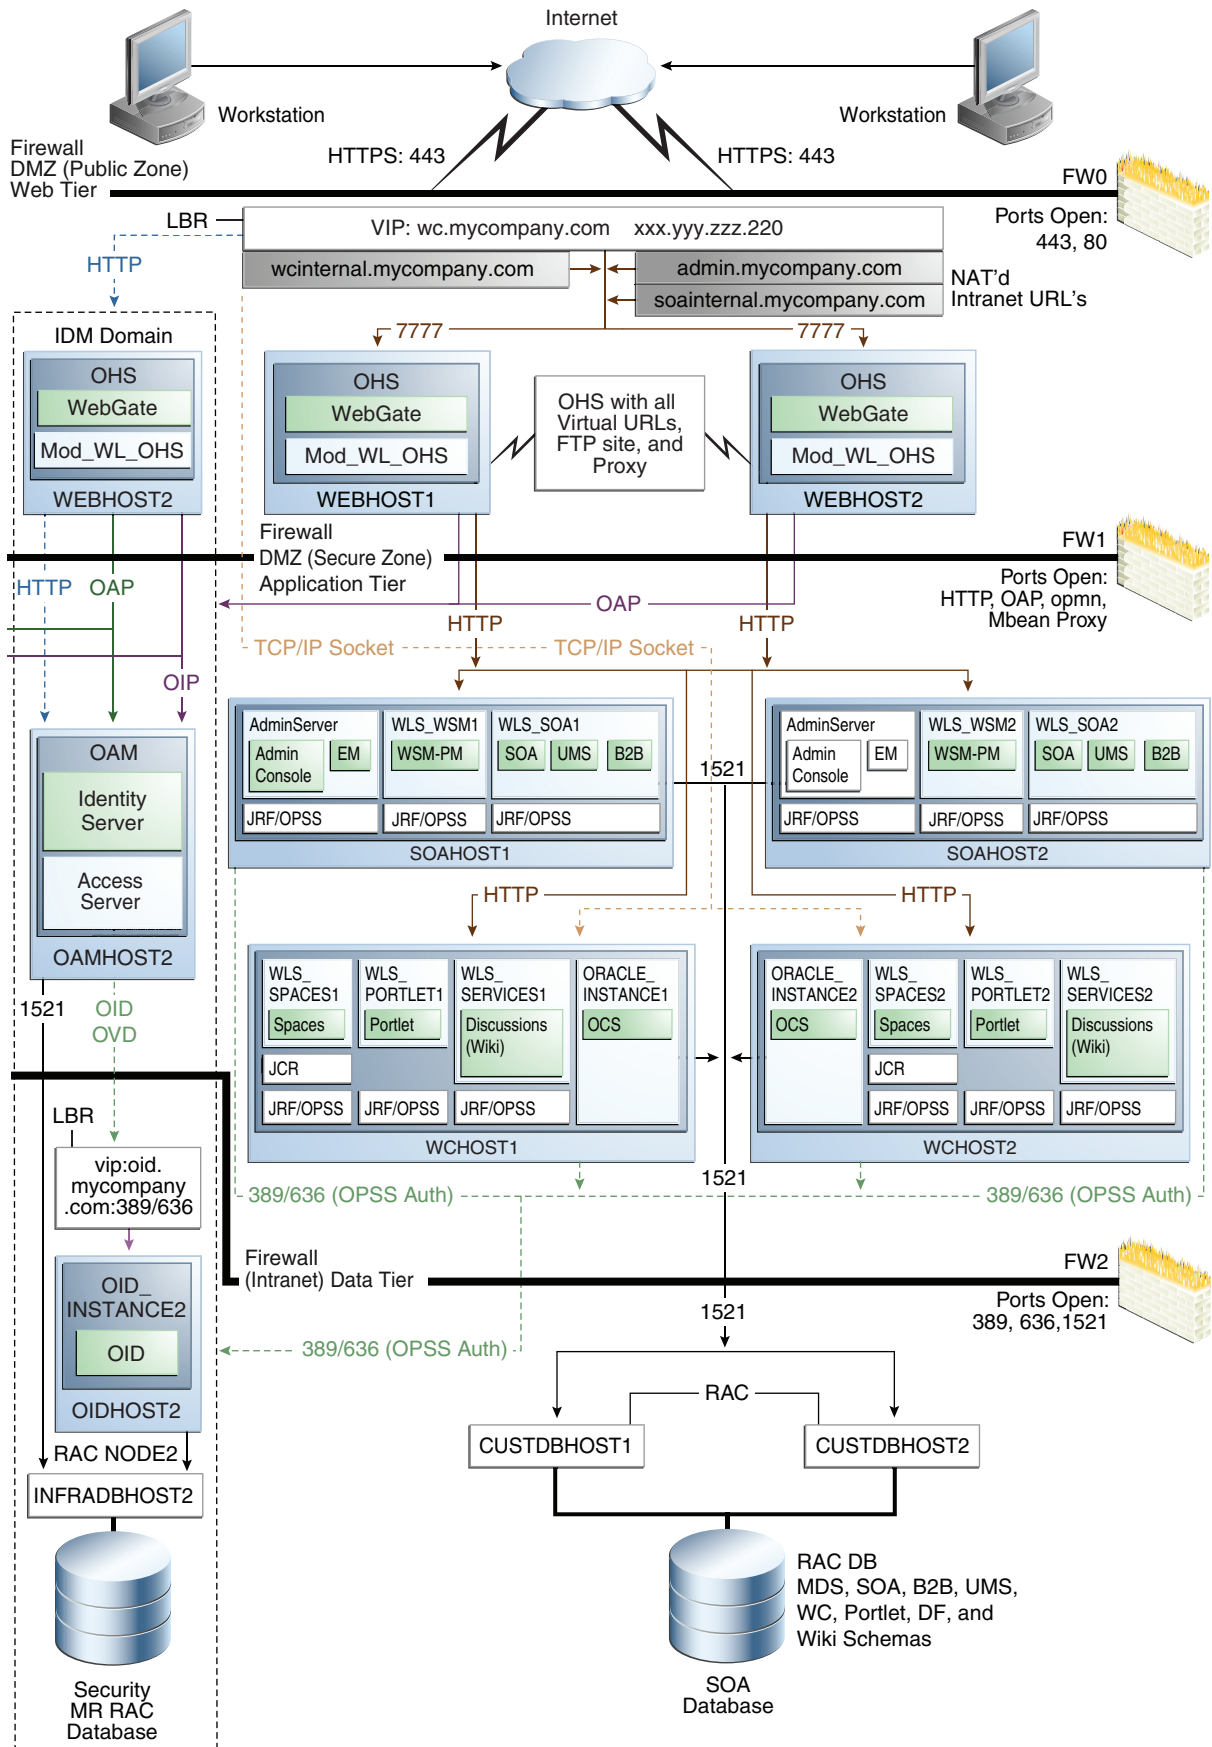 Internet
Workstation
Workstation
HTTPS: 443
HTTPS: 443
Firewall
DMZ (Public Zone)
Web Tier
FW0
Ports Open:
443, 80
LBR
VIP: wc.mycompany.com xxx.yyy.zzz.220
HTTP
wcinternal.mycompany.com
admin.mycompany.com
soainternal.mycompany.com
NAT'd
Intranet URL's
7777
7777
IDM Domain
OHS
WebGate
Mod_WL_OHS
WEBHOST2
OHS
WebGate
Mod_WL_OHS
WEBHOST1
OHS with all
Virtual URLs,
FTP site, and
Proxy
OHS
WebGate
Mod_WL_OHS
WEBHOST2
Firewall
DMZ (Secure Zone)
Application Tier
FW1
Ports Open:
HTTP, OAP, opmn,
Mbean Proxy
HTTP
OAP
OAP
HTTP
HTTP
TCP/IP Socket
TCP/IP Socket
OIP
OAM
Identity
Server
Access
Server
OAMHOST2
AdminServer
Admin
Console
EM
JRF/OPSS
WLS_WSM1
WSM-PM
JRF/OPSS
WLS_SOA1
SOA
UMS
B2B
JRF/OPSS
SOAHOST1
1521
AdminServer
Admin
Console
EM
JRF/OPSS
WLS_WSM2
WSM-PM
JRF/OPSS
WLS_SOA2
SOA
UMS
B2B
JRF/OPSS
SOAHOST2
HTTP
HTTP
1521
OID
OVD
WLS_
SPACES1
Spaces
JCR
JRF/OPSS
WLS_
PORTLET1
Portlet
JRF/OPSS
WLS_
SERVICES1
Discussions
(Wiki)
JRF/OPSS
ORACLE_
INSTANCE1
OCS
WCHOST1
ORACLE_
INSTANCE2
OCS
WLS_
SPACES2
Spaces
JCR
JRF/OPSS
WLS_
PORTLET2
Portlet
JRF/OPSS
WLS_
SERVICES2
Discussions
(Wiki)
JRF/OPSS
WCHOST2
LBR
vip:oid.
mycompany
.com:389/636
389/636 (OPSS Auth)
1521
389/636 (OPSS Auth)
Firewall
(Intranet) Data Tier
FW2
Ports Open:
389, 636,1521
OID_
INSTANCE2
OID
OIDHOST2
1521
389/636 (OPSS Auth)
RAC
CUSTDBHOST1
CUSTDBHOST2
RAC NODE2
INFRADBHOST2
RAC DB
MDS, SOA, B2B, UMS,
WC, Portlet, DF, and
Wiki Schemas
SOA
Database
Security
MR RAC
Database